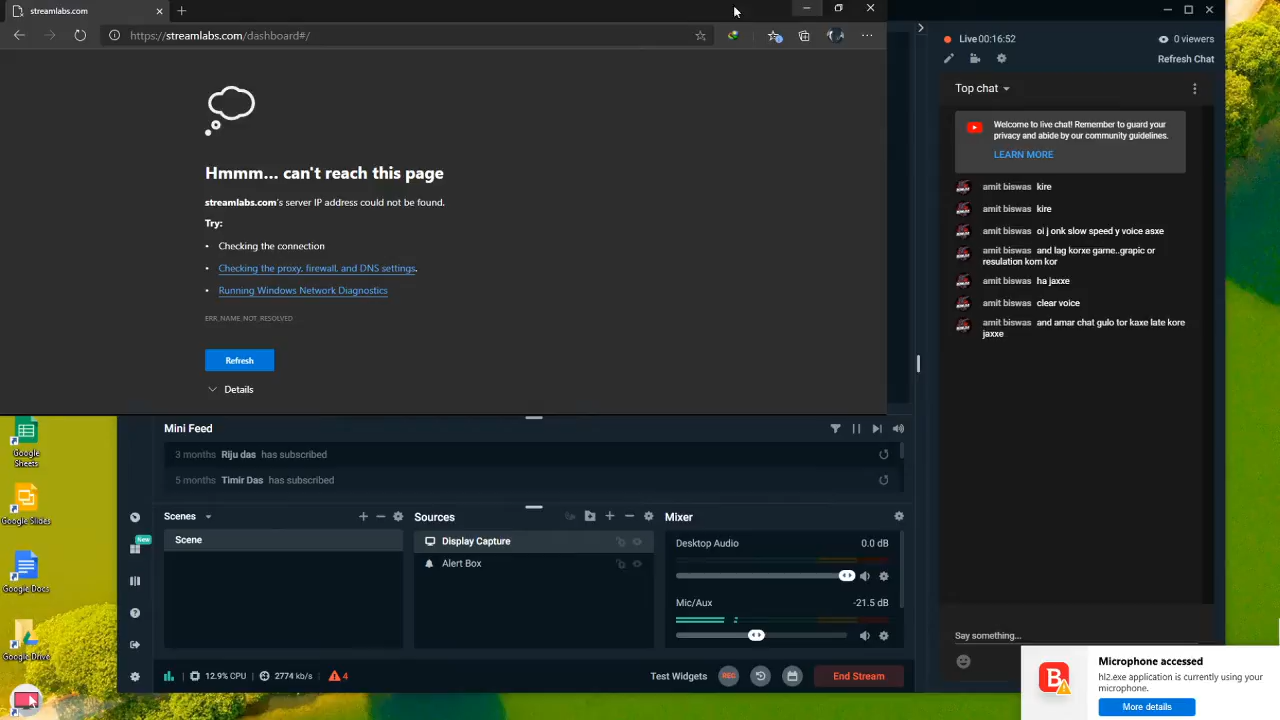 streamlabs.com
https://streamlabs.com/dashboard#/
Hmmm... can't reach this page
streamlabs.com's server IP address could not be found.
Try:
• Checking the connection
• Checking the proxy, firewall, and DNS settings.
• Running Windows Network Diagnostics
ERR_NAME_NOT_RESOLVED
Refresh
Details
Live 00:16:52
0 viewers
Refresh Chat
Top chat
Welcome to live chat! Remember to guard your
privacy and abide by our community guidelines.
LEARN MORE
amit biswas kire
amit biswas kire
amit biswas oi j onk slow speed y voice asxe
amit biswas and lag korxe game..grapic or
resulation kom kor
amit biswas ha jaxxe
amit biswas clear voice
amit biswas and amar chat gulo tor kaxe late kore
jaxxe
Say something...
Google
Sheets
Google Slides
Google Docs
Google Drive
Mini Feed
3 months Riju das has subscribed
5 months Timir Das has subscribed
New
Scenes
Scene
Sources
Display Capture
Alert Box
Mixer
Desktop Audio 0.0 dB
Mic/Aux -21.5 dB
12.9% CPU
2774 kb/s
4
Test Widgets
REC
End Stream
B
Microphone accessed
hl2.exe application is currently using your
microphone.
More details